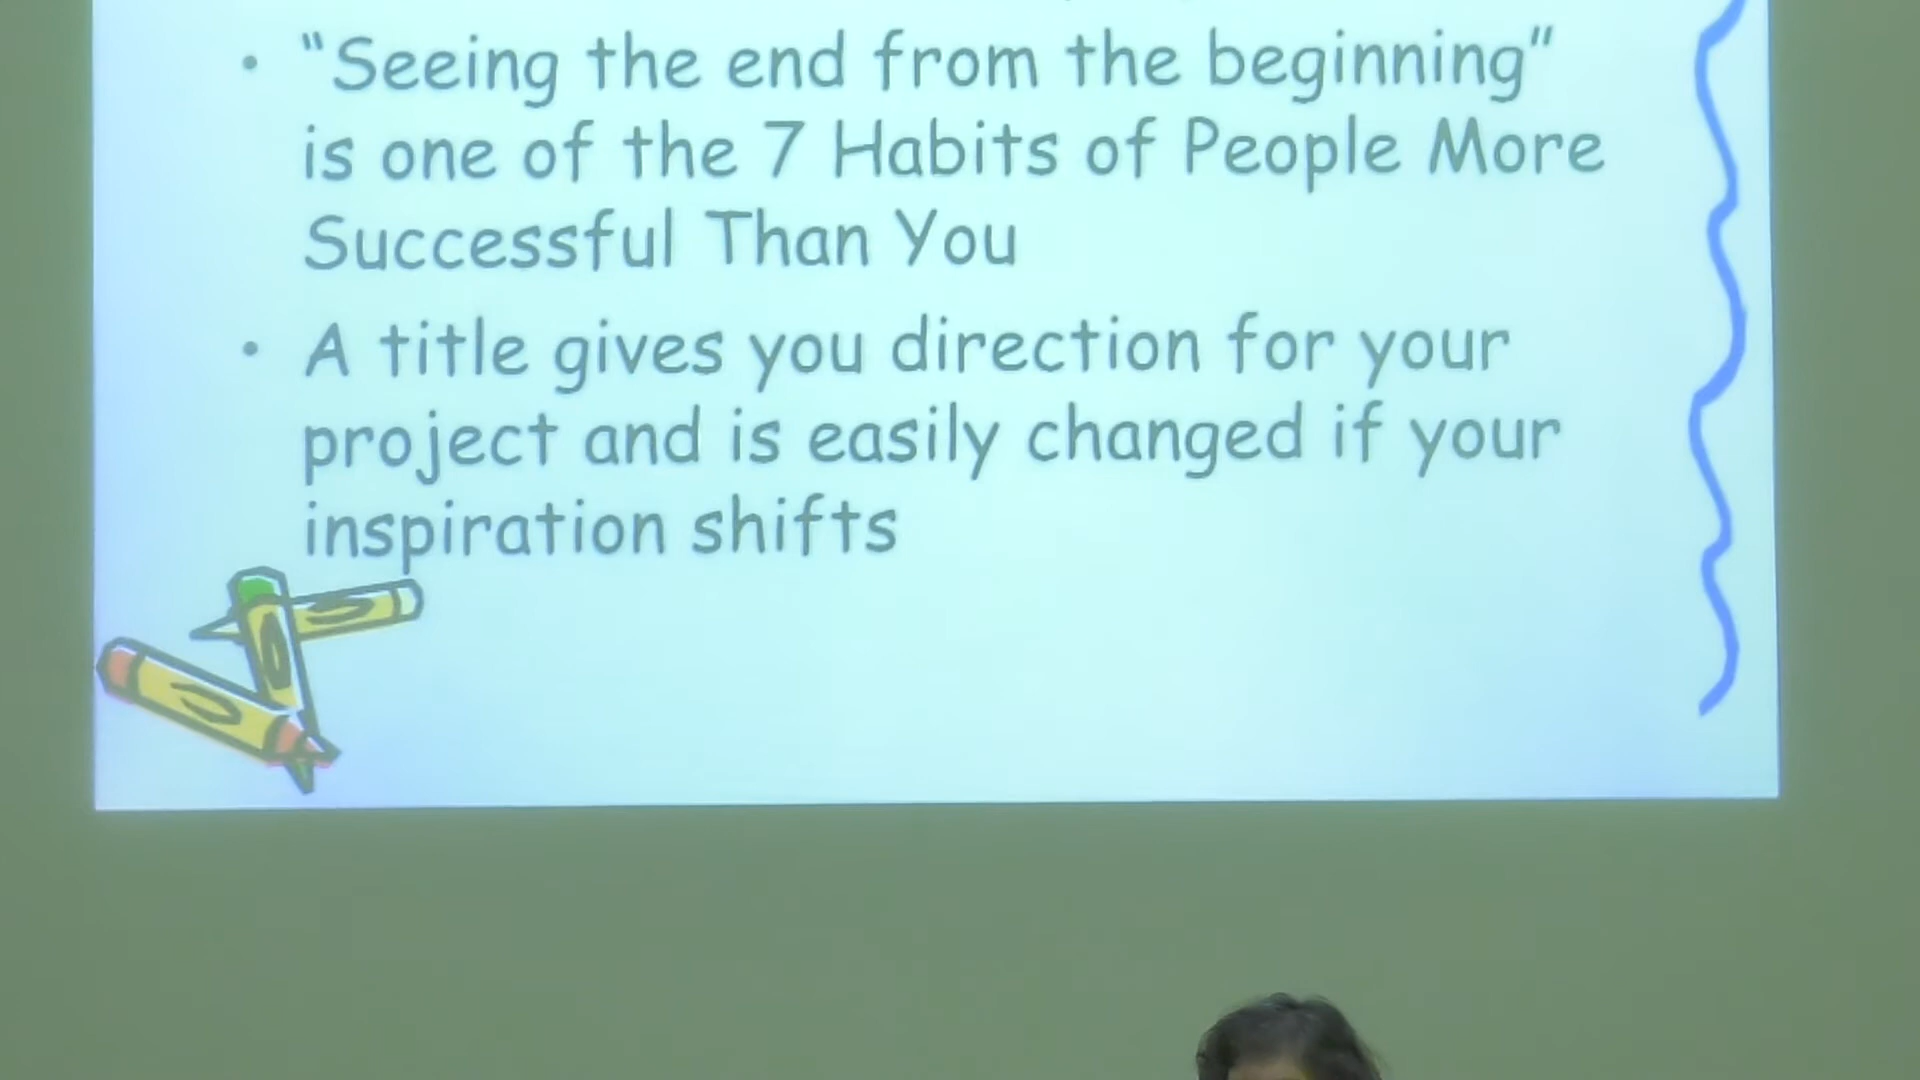 • “Seeing the end from the beginning”
is one of the 7 Habits of People More
Successful Than You
• A title gives you direction for your
project and is easily changed if your
inspiration shifts